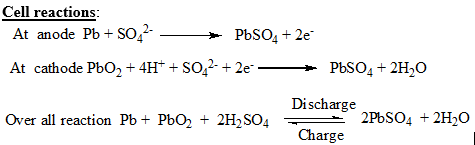 Cell reactions:
At anode Pb + SO₄²⁻ ⟶ PbSO₄ + 2e⁻
At cathode PbO₂ + 4H⁺ + SO₄²⁻ + 2e⁻ ⟶ PbSO₄ + 2H₂O
Over all reaction Pb + PbO₂ + 2H₂SO₄ ⇌ 2PbSO₄ + 2H₂O
Discharge
Charge